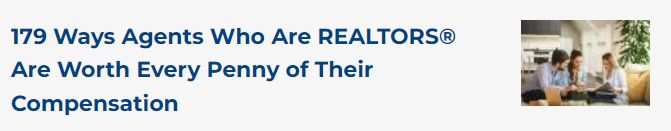 179 Ways Agents Who Are REALTORS®
Are Worth Every Penny of Their
Compensation